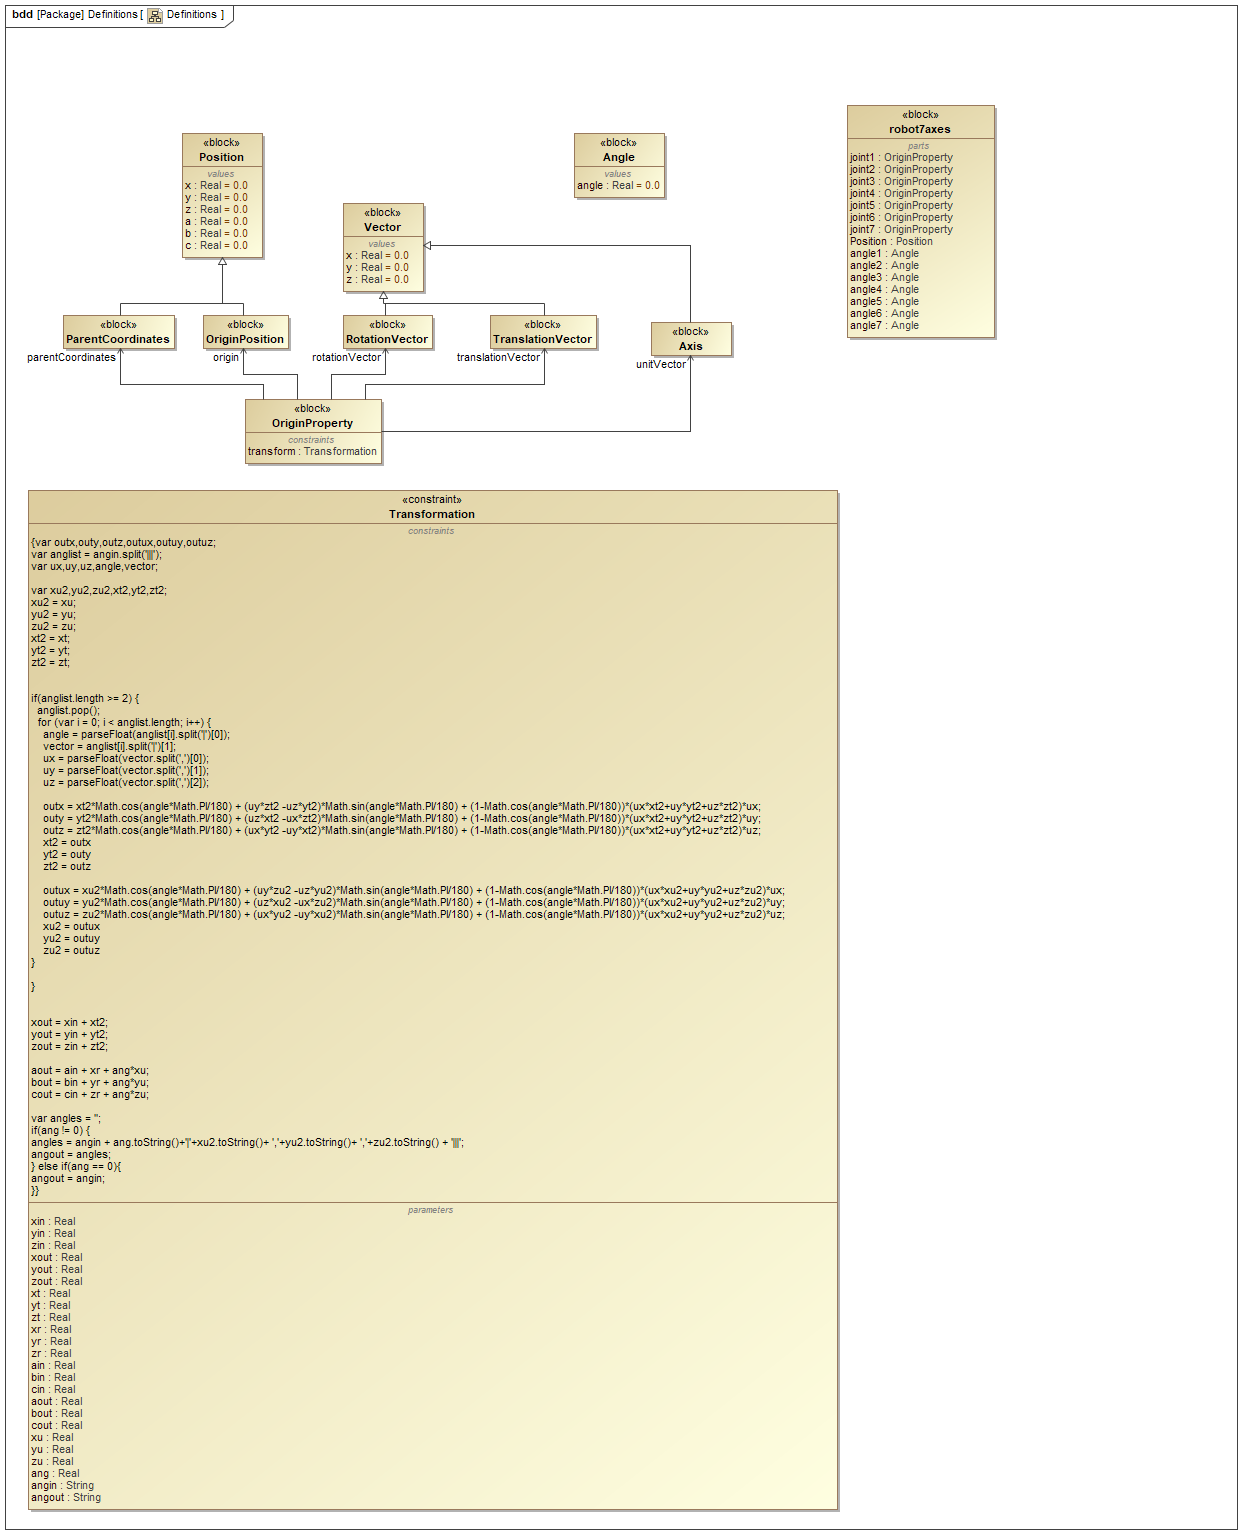 bdd [Package] Definitions [ Definitions ]
«block»
Position
values
x : Real = 0.0
y : Real = 0.0
z : Real = 0.0
a : Real = 0.0
b : Real = 0.0
c : Real = 0.0
«block»
Vector
values
x : Real = 0.0
y : Real = 0.0
z : Real = 0.0
«block»
Angle
values
angle : Real = 0.0
«block»
robot7axes
parts
joint1 : OriginProperty
joint2 : OriginProperty
joint3 : OriginProperty
joint4 : OriginProperty
joint5 : OriginProperty
joint6 : OriginProperty
joint7 : OriginProperty
Position : Position
angle1 : Angle
angle2 : Angle
angle3 : Angle
angle4 : Angle
angle5 : Angle
angle6 : Angle
angle7 : Angle
«block»
ParentCoordinates
«block»
OriginPosition
«block»
RotationVector
«block»
TranslationVector
«block»
Axis
parentCoordinates
origin
rotationVector
translationVector
unitVector
«block»
OriginProperty
constraints
transform : Transformation
«constraint»
Transformation
constraints
{var outx,outy,outz,outux,outuy,outuz;
var anglist = angin.split('');
var ux,uy,uz,angle,vector;
var xu2,yu2,zu2,xt2,yt2,zt2;
xu2 = xu;
yu2 = yu;
zu2 = zu;
xt2 = xt;
yt2 = yt;
zt2 = zt;
if(anglist.length >= 2) {
anglist.pop();
for (var i = 0; i < anglist.length; i++) {
angle = parseFloat(anglist[i].split('|')[0]);
vector = anglist[i].split('|')[1];
ux = parseFloat(vector.split(',')[0]);
uy = parseFloat(vector.split(',')[1]);
uz = parseFloat(vector.split(',')[2]);
outx = xt2*Math.cos(angle*Math.PI/180) + (uy*zt2 -uz*yt2)*Math.sin(angle*Math.PI/180) + (1-Math.cos(angle*Math.PI/180))*(ux*xt2+uy*yt2+uz*zt2)*ux;
outy = yt2*Math.cos(angle*Math.PI/180) + (uz*xt2 -ux*zt2)*Math.sin(angle*Math.PI/180) + (1-Math.cos(angle*Math.PI/180))*(ux*xt2+uy*yt2+uz*zt2)*uy;
outz = zt2*Math.cos(angle*Math.PI/180) + (ux*yt2 -uy*xt2)*Math.sin(angle*Math.PI/180) + (1-Math.cos(angle*Math.PI/180))*(ux*xt2+uy*yt2+uz*zt2)*uz;
xt2 = outx
yt2 = outy
zt2 = outz
outux = xu2*Math.cos(angle*Math.PI/180) + (uy*zu2 -uz*yu2)*Math.sin(angle*Math.PI/180) + (1-Math.cos(angle*Math.PI/180))*(ux*xu2+uy*yu2+uz*zu2)*ux;
outuy = yu2*Math.cos(angle*Math.PI/180) + (uz*xu2 -ux*zu2)*Math.sin(angle*Math.PI/180) + (1-Math.cos(angle*Math.PI/180))*(ux*xu2+uy*yu2+uz*zu2)*uy;
outuz = zu2*Math.cos(angle*Math.PI/180) + (ux*yu2 -uy*xu2)*Math.sin(angle*Math.PI/180) + (1-Math.cos(angle*Math.PI/180))*(ux*xu2+uy*yu2+uz*zu2)*uz;
xu2 = outux
yu2 = outuy
zu2 = outuz
}
}
xout = xin + xt2;
yout = yin + yt2;
zout = zin + zt2;
aout = ain + xr + ang*xu;
bout = bin + yr + ang*yu;
cout = cin + zr + ang*zu;
var angles = '';
if(ang != 0) {
angles = angin + ang.toString()+'|'+xu2.toString()+ ','+yu2.toString()+ ','+zu2.toString() + '';
angout = angles;
} else if(ang == 0){
angout = angin;
}}
parameters
xin : Real
yin : Real
zin : Real
xout : Real
yout : Real
zout : Real
xt : Real
yt : Real
zt : Real
xr : Real
yr : Real
zr : Real
ain : Real
bin : Real
cin : Real
aout : Real
bout : Real
cout : Real
xu : Real
yu : Real
zu : Real
ang : Real
angin : String
angout : String